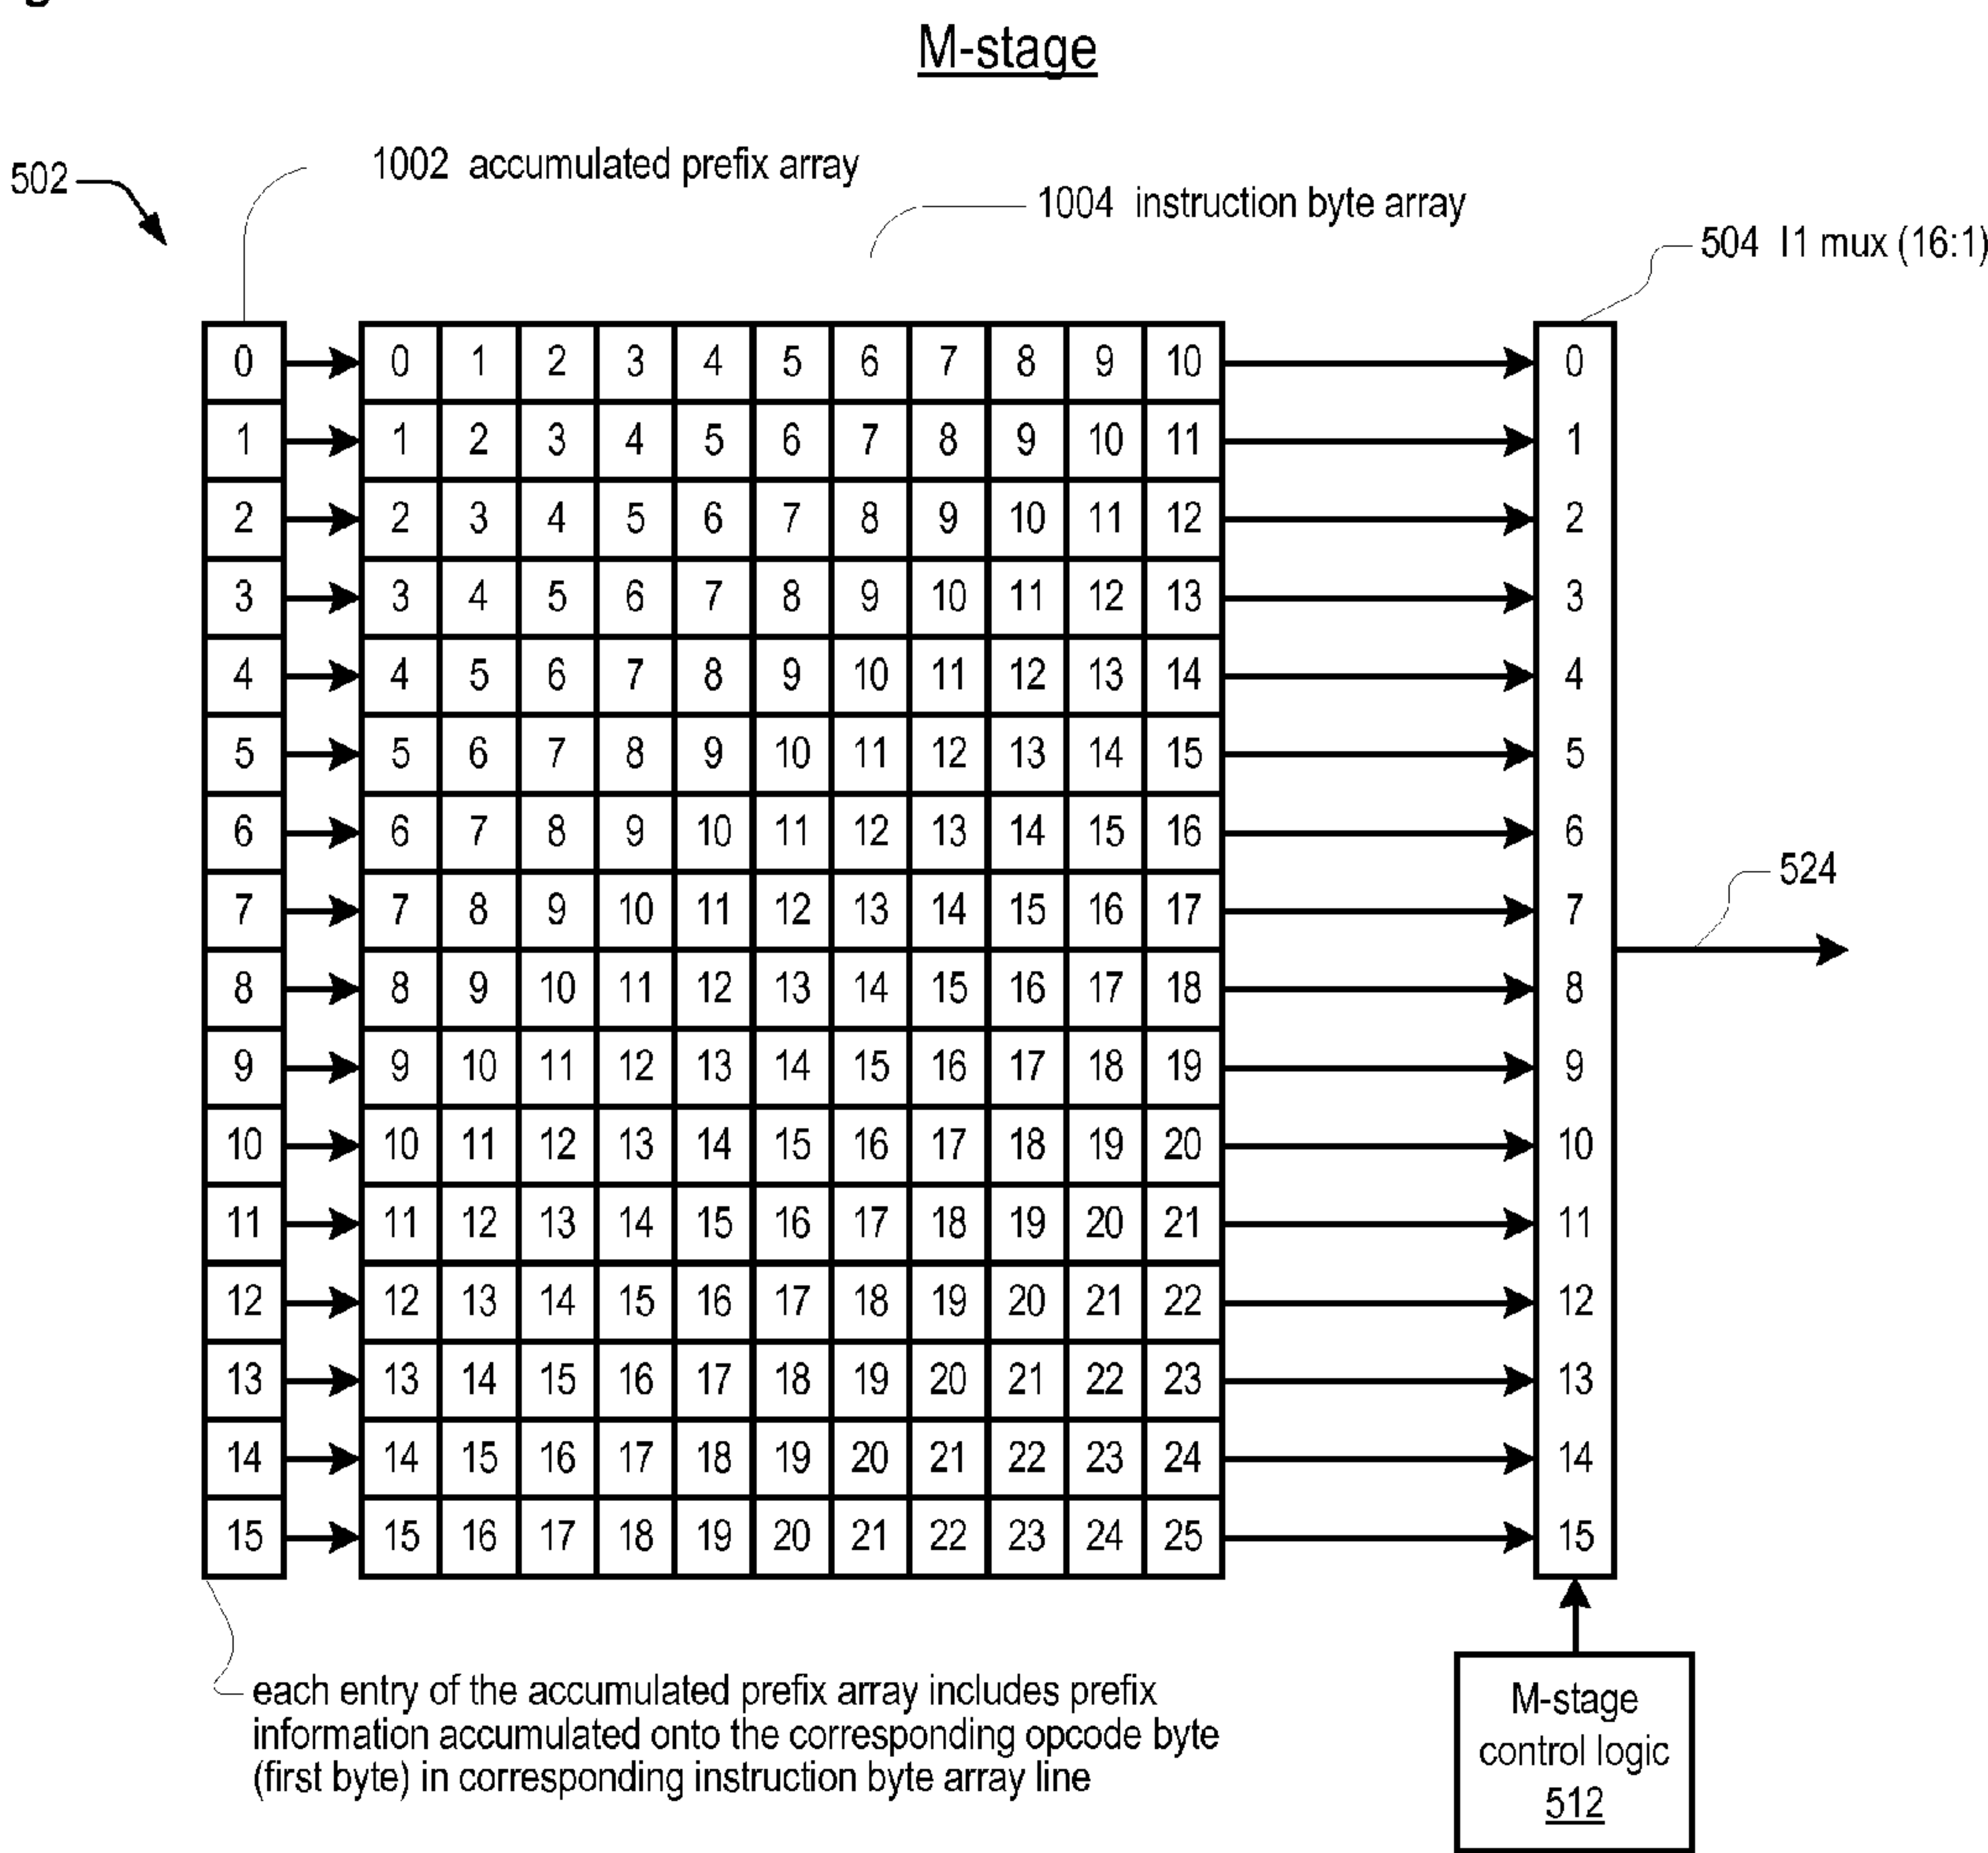 M-stage
502
1002 accumulated prefix array
1004 instruction byte array
504 I1 mux (16:1)
0 0 1 2 3 4 5 6 7 8 9 10 0
1 1 2 3 4 5 6 7 8 9 10 11 1
2 2 3 4 5 6 7 8 9 10 11 12 2
3 3 4 5 6 7 8 9 10 11 12 13 3
4 4 5 6 7 8 9 10 11 12 13 14 4
5 5 6 7 8 9 10 11 12 13 14 15 5
6 6 7 8 9 10 11 12 13 14 15 16 6
524
7 7 8 9 10 11 12 13 14 15 16 17 7
8 8 9 10 11 12 13 14 15 16 17 18 8
9 9 10 11 12 13 14 15 16 17 18 19 9
10 10 11 12 13 14 15 16 17 18 19 20 10
11 11 12 13 14 15 16 17 18 19 20 21 11
12 12 13 14 15 16 17 18 19 20 21 22 12
13 13 14 15 16 17 18 19 20 21 22 23 13
14 14 15 16 17 18 19 20 21 22 23 24 14
15 15 16 17 18 19 20 21 22 23 24 25 15
each entry of the accumulated prefix array includes prefix
information accumulated onto the corresponding opcode byte
(first byte) in corresponding instruction byte array line
M-stage
control logic
512